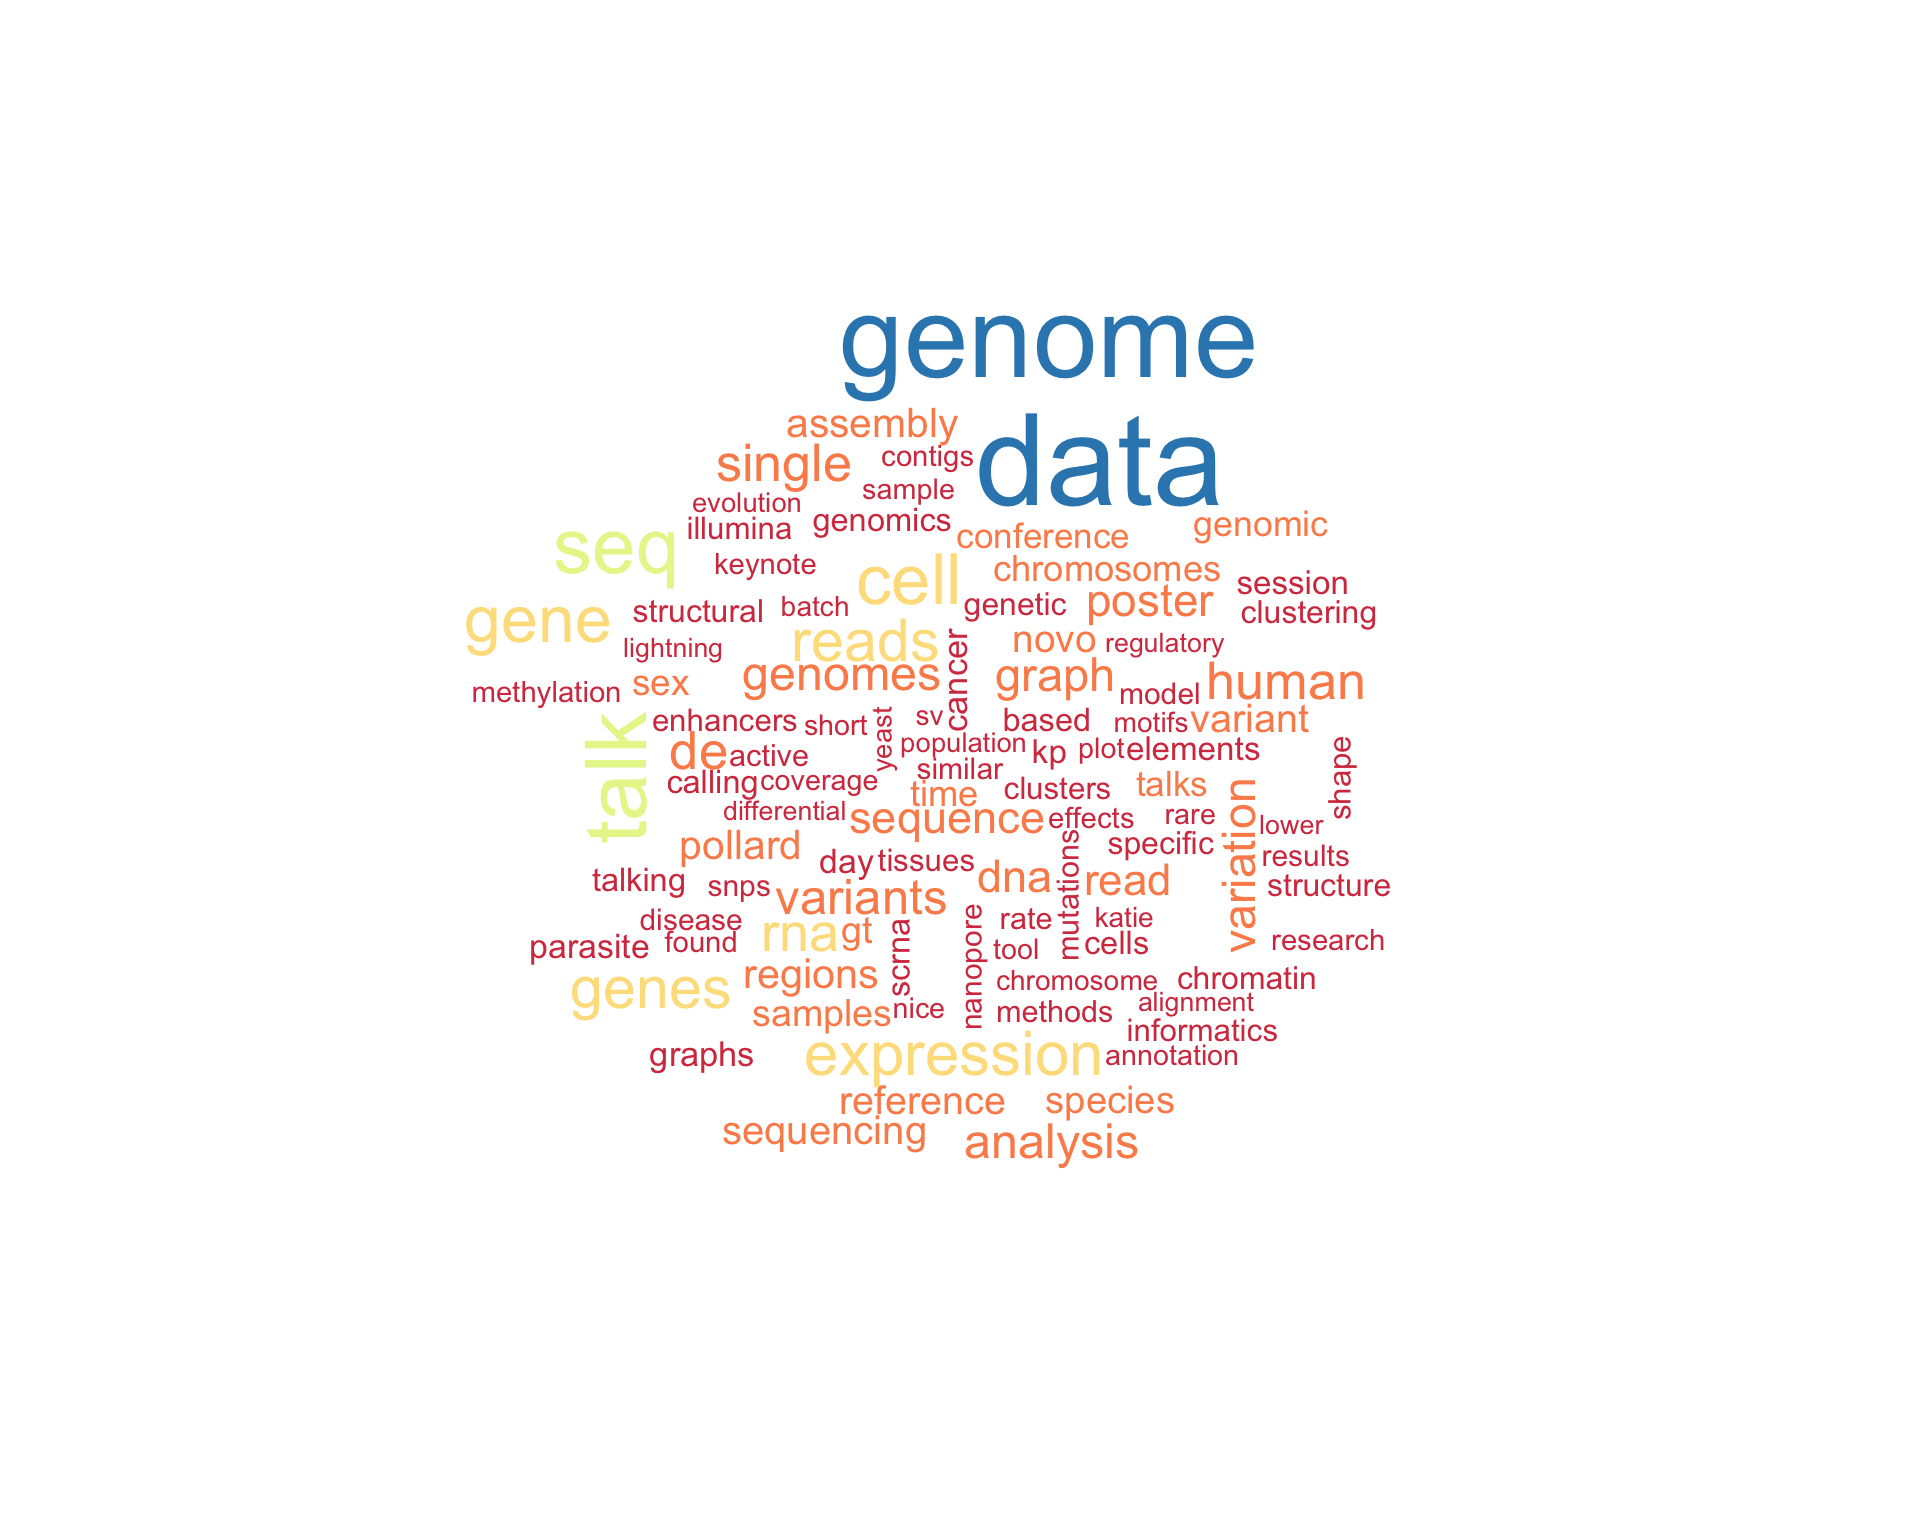 genome
data
assembly
single
contigs
evolution
sample
illumina
genomics
seq
conference
genomic
keynote
cell
chromosomes
session
gene
structural
batch
genetic
poster
clustering
lightning
reads
novo
regulatory
methylation
sex
genomes
cancer
graph
model
human
enhancers
short
yeast
sv
based
motifs
variant
talk
de
active
population
kp
plot
elements
shape
calling
coverage
similar
time
clusters
talks
differential
sequence
effects
rare
variation
lower
pollard
day
tissues
specific
results
talking
snps
variants
dna
mutations
read
structure
disease
found
rna
gt
scrna
nanopore
rate
katie
parasite
tool
cells
research
genes
regions
chromosome
chromatin
samples
nice
methods
alignment
informatics
graphs
expression
annotation
reference
species
sequencing
analysis